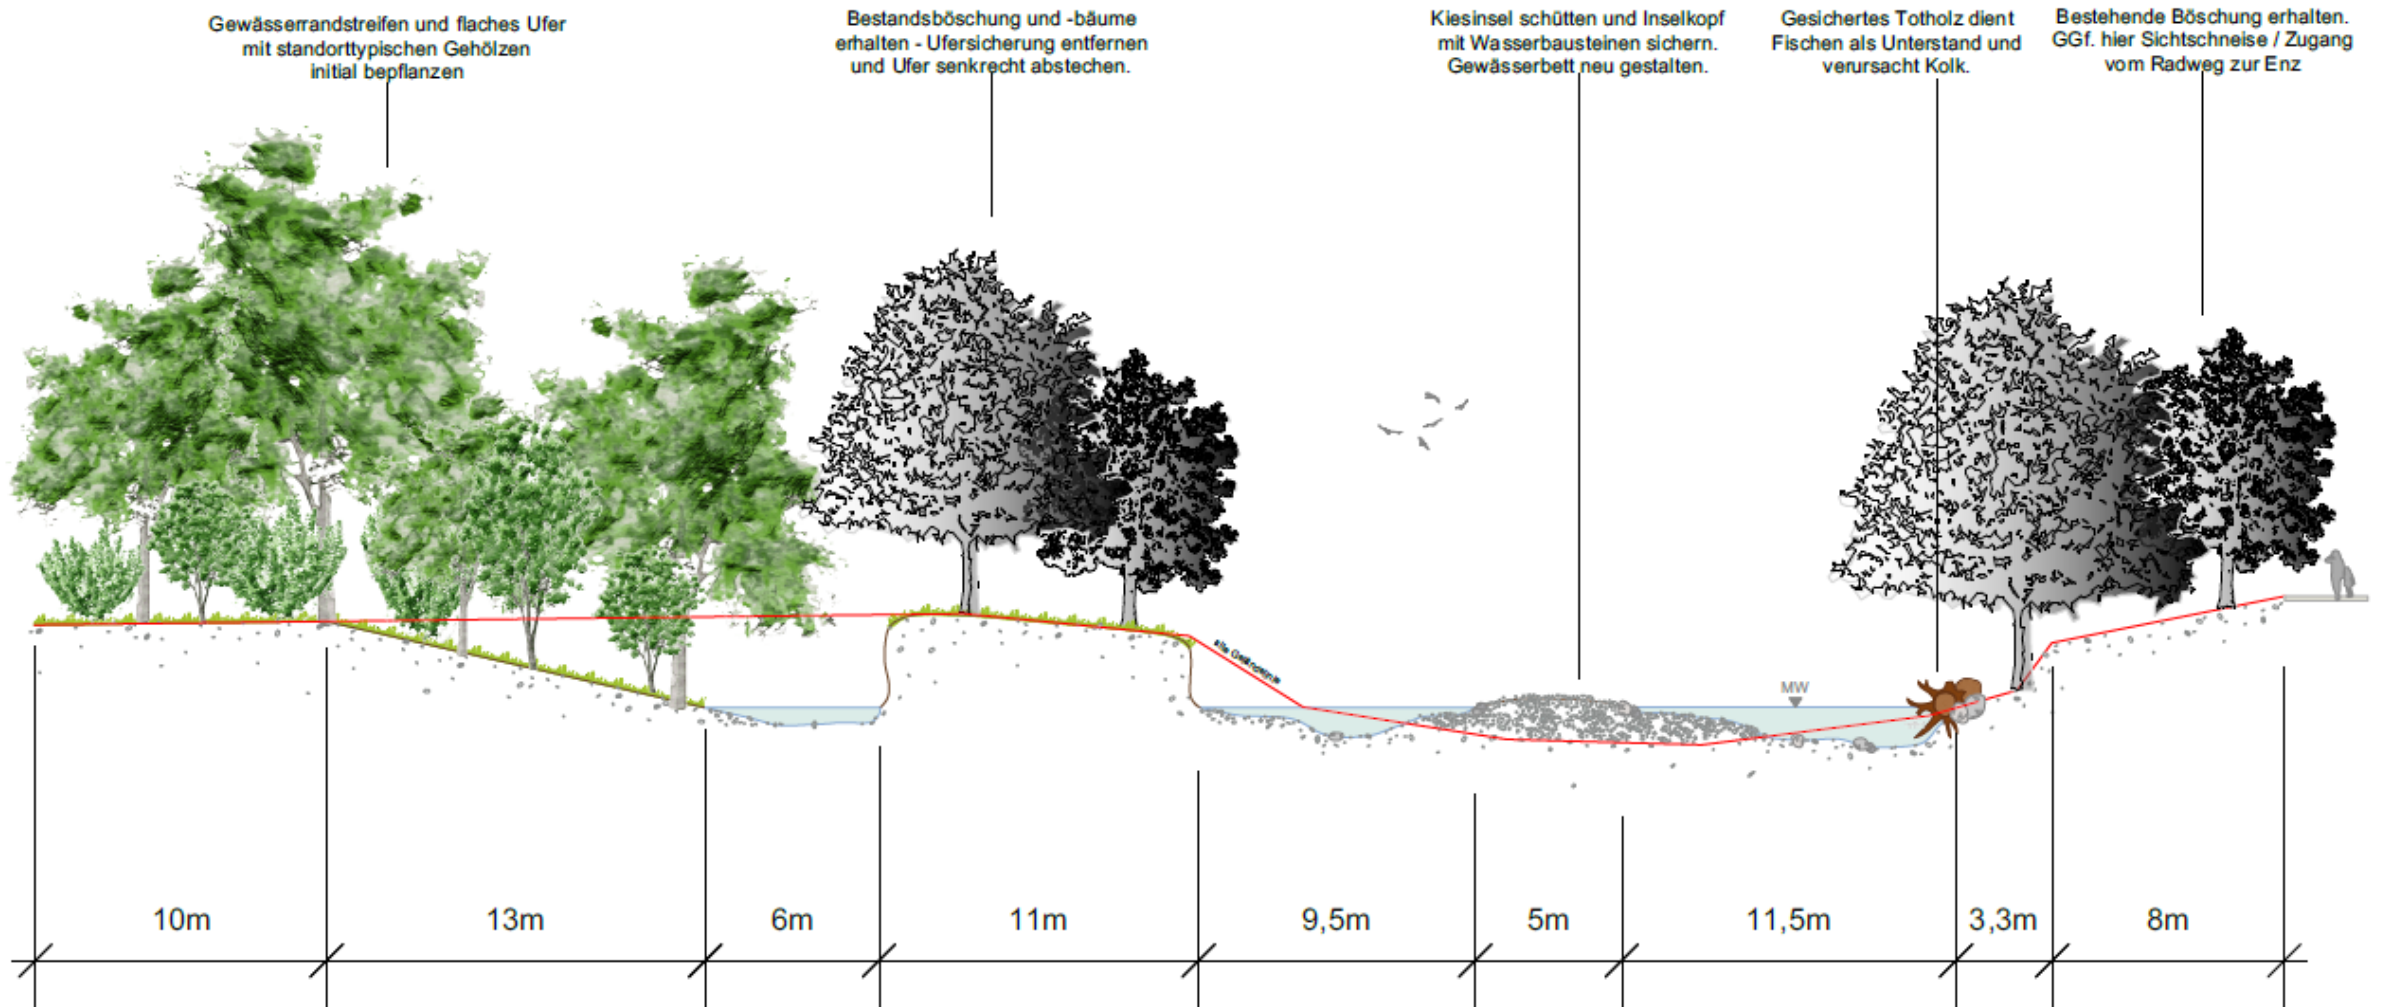 Gewässerrandstreifen und flaches Ufer
mit standorttypischen Gehölzen
initial bepflanzen
Bestandsböschung und -bäume
erhalten - Ufersicherung entfernen
und Ufer senkrecht abstechen.
Kiesinsel schütten und Inselkopf
mit Wasserbausteinen sichern.
Gewässerbett neu gestalten.
Gesichertes Totholz dient
Fischen als Unterstand und
verursacht Kolk.
Bestehende Böschung erhalten.
GGf. hier Sichtschneise / Zugang
vom Radweg zur Enz
MW
10m
13m
6m
11m
9,5m
5m
11,5m
3,3m
8m